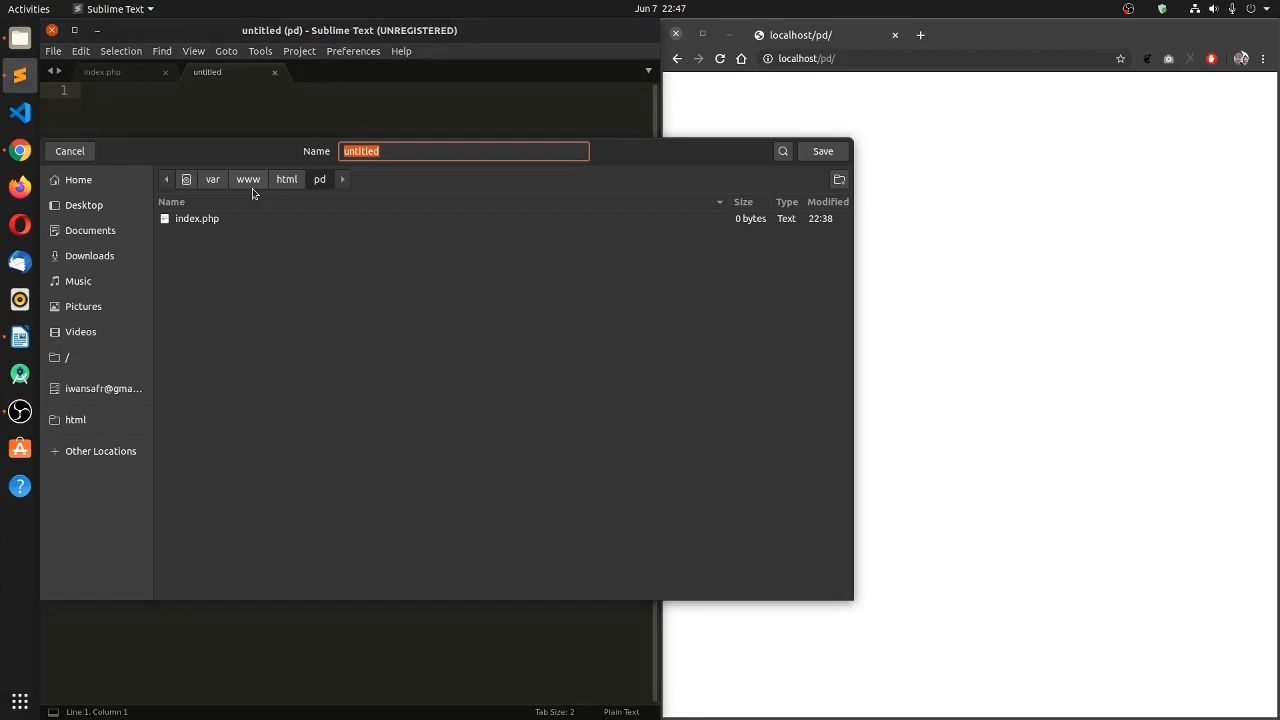 Activities
Sublime Text
Jun 7 22:47
untitled (pd) - Sublime Text (UNREGISTERED)
File Edit Selection Find View Goto Tools Project Preferences Help
index.php
untitled
1
localhost/pd/
localhost/pd/
Cancel
Name
untitled
Save
var
www
html
pd
Home
Desktop
Documents
Downloads
Music
Pictures
Videos
/
iwansafr@gma...
html
Other Locations
Name Size Type Modified
index.php 0 bytes Text 22:38
Line 1, Column 1
Tab Size: 2
Plain Text